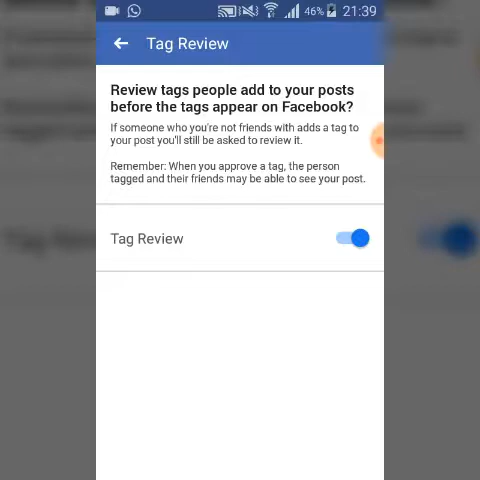 46% 21:39
Tag Review
Review tags people add to your posts
before the tags appear on Facebook?
If someone who you're not friends with adds a tag to
your post you'll still be asked to review it.
Remember: When you approve a tag, the person
tagged and their friends may be able to see your post.
Tag Review